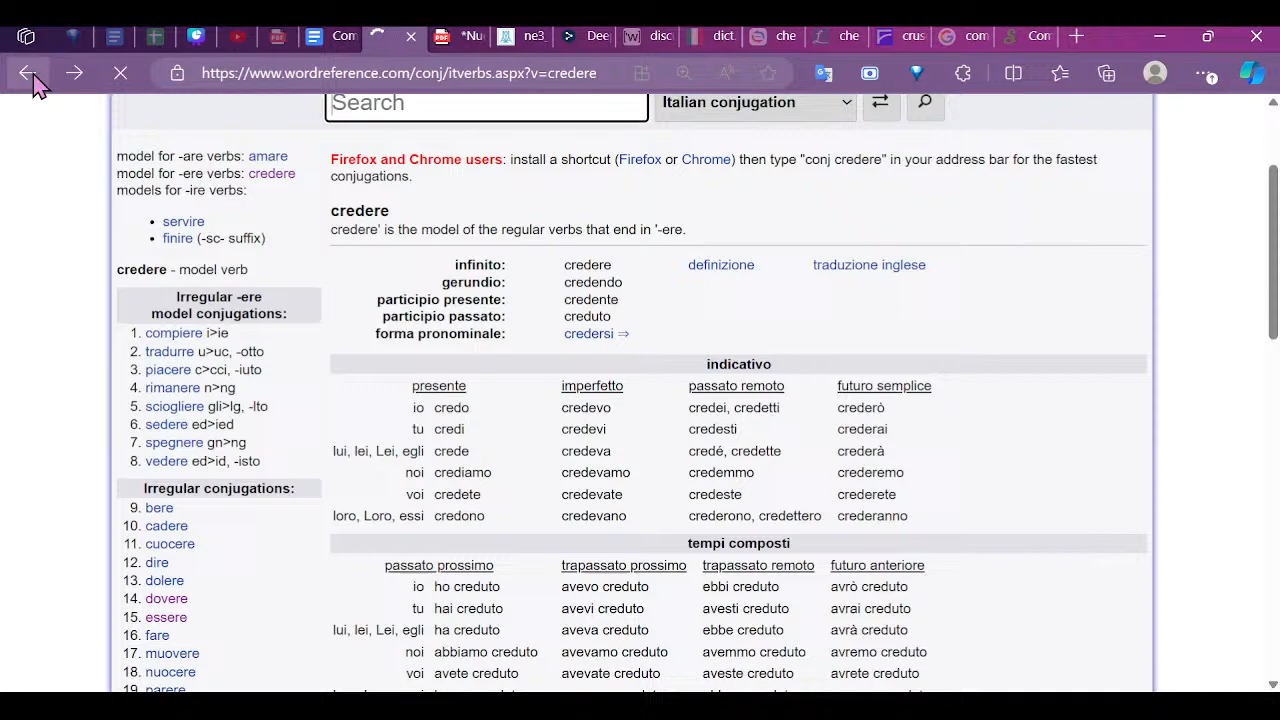 Com
*Nu
ne3
Dee
disc
dict.
che
che
crus
com
Com
https://www.wordreference.com/conj/itverbs.aspx?v=credere
Search
Italian conjugation
model for -are verbs: amare
model for -ere verbs: credere
models for -ire verbs:
• servire
• finire (-sc- suffix)
credere - model verb
Irregular -ere
model conjugations:
1. compiere i>ie
2. tradurre u>uc, -otto
3. piacere c>cci, -iuto
4. rimanere n>ng
5. sciogliere gli>lg, -lto
6. sedere ed>ied
7. spegnere gn>ng
8. vedere ed>id, -isto
Irregular conjugations:
9. bere
10. cadere
11. cuocere
12. dire
13. dolere
14. dovere
15. essere
16. fare
17. muovere
18. nuocere
19. parere
Firefox and Chrome users: install a shortcut (Firefox or Chrome) then type "conj credere" in your address bar for the fastest
conjugations.
credere
credere' is the model of the regular verbs that end in '-ere.
infinito: credere definizione traduzione inglese
gerundio: credendo
participio presente: credente
participio passato: creduto
forma pronominale: credersi ⇒
indicativo
presente imperfetto passato remoto futuro semplice
io credo credevo credei, credetti crederò
tu credi credevi credesti crederai
lui, lei, Lei, egli crede credeva credé, credette crederà
noi crediamo credevamo credemmo crederemo
voi credete credevate credeste crederete
loro, Loro, essi credono credevano crederono, credettero crederanno
tempi composti
passato prossimo trapassato prossimo trapassato remoto futuro anteriore
io ho creduto avevo creduto ebbi creduto avrò creduto
tu hai creduto avevi creduto avesti creduto avrai creduto
lui, lei, Lei, egli ha creduto aveva creduto ebbe creduto avrà creduto
noi abbiamo creduto avevamo creduto avemmo creduto avremo creduto
voi avete creduto avevate creduto aveste creduto avrete creduto